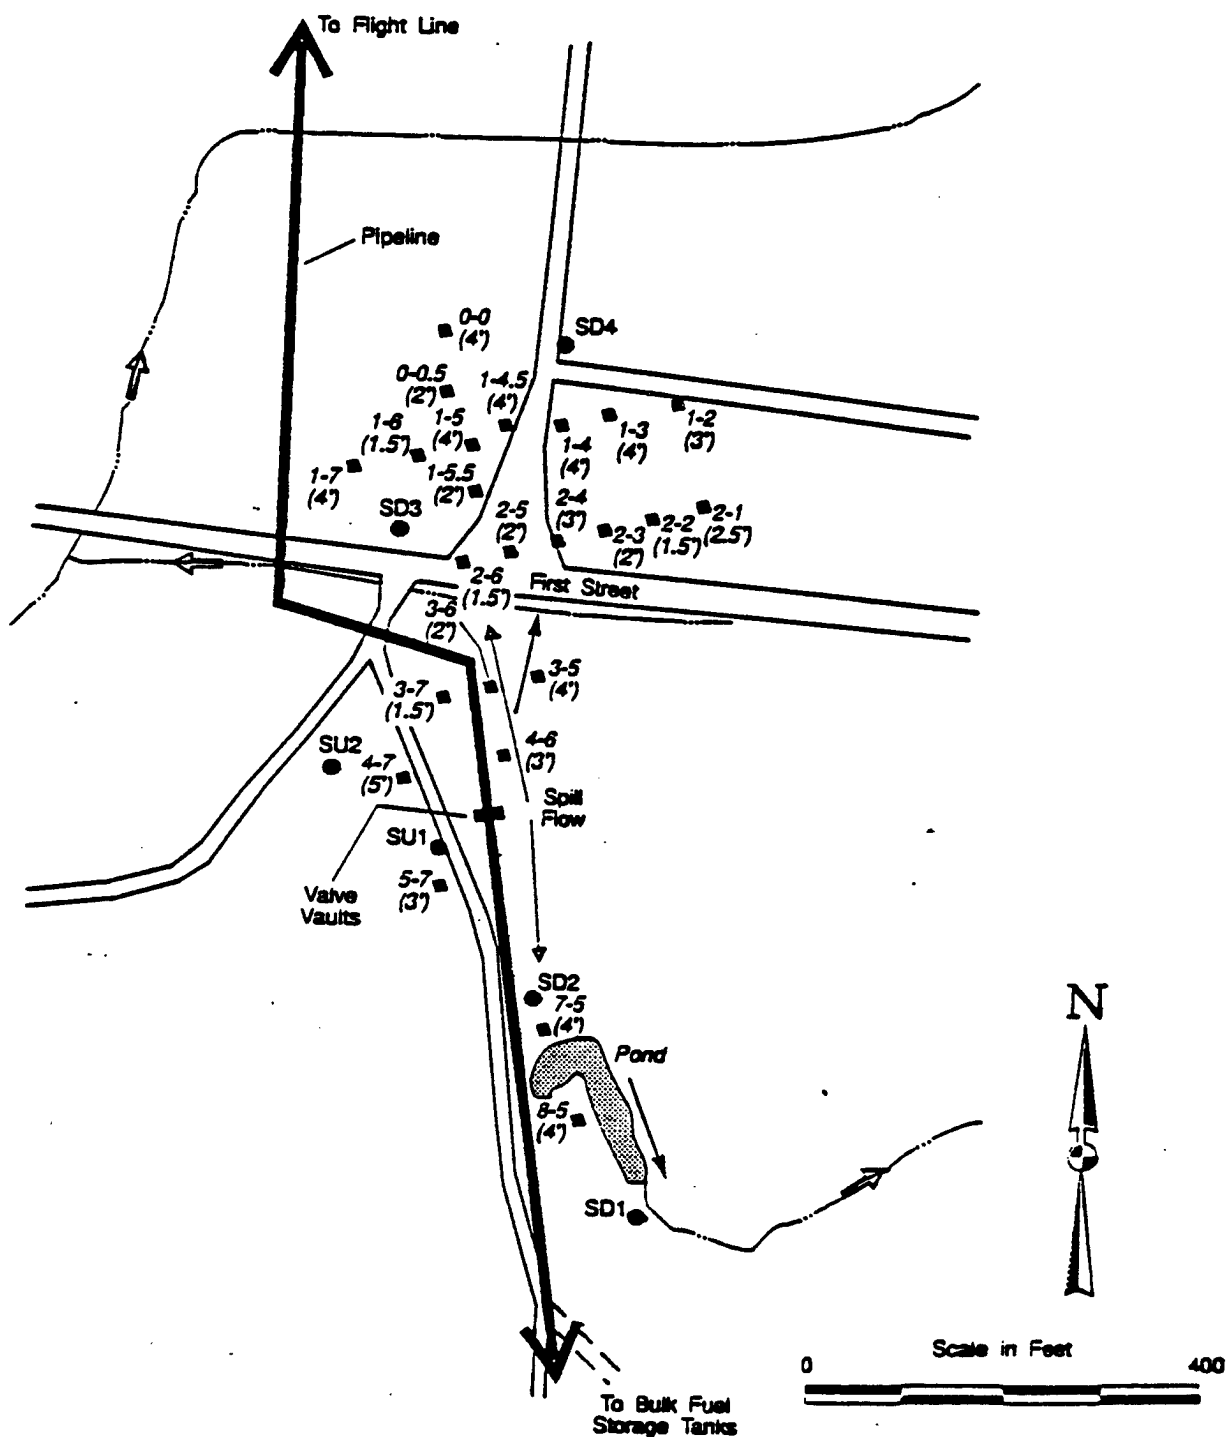 To Flight Line
Pipeline
0-0
(4')
SD4
0-0.5
(2')
1-4.5
(4')
1-6
(1.5')
1-5
(4')
1-7
(4')
1-5.5
(2')
1-4
(4')
1-3
(4')
1-2
(3')
SD3
2-5
(2')
2-4
(3')
2-3
(2')
2-2
(1.5')
2-1
(2.5')
2-6
(1.5')
First Street
3-6
(2')
3-5
(4')
3-7
(1.5')
SU2
4-7
(5')
4-6
(3')
Spill
Flow
SU1
5-7
(3')
Valve
Vaults
SD2
7-5
(4')
Pond
8-5
(4')
SD1
N
Scale in Feet
0
400
To Bulk Fuel
Storage Tanks